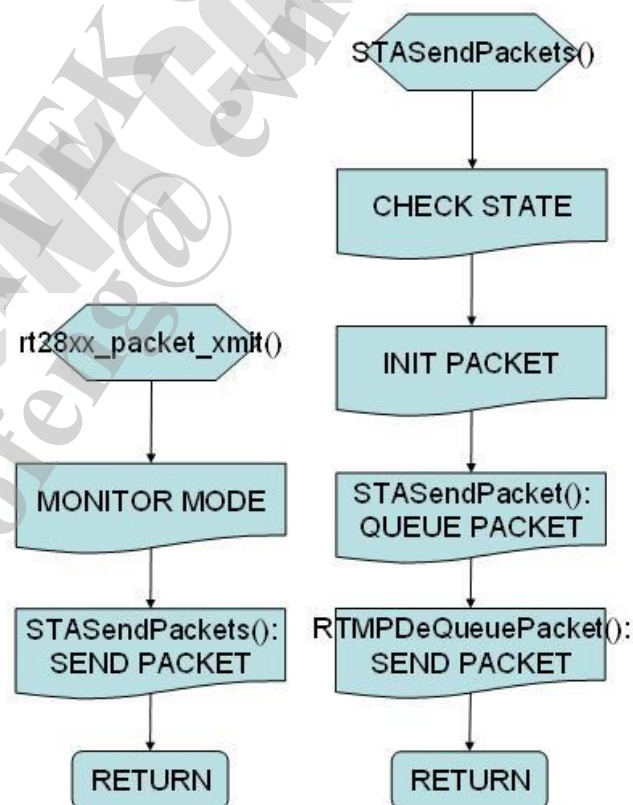 rt28xx_packet_xmit()
MONITOR MODE
STASendPackets():
SEND PACKET
RETURN
STASendPackets()
CHECK STATE
INIT PACKET
STASendPacket():
QUEUE PACKET
RTMPDeQueuePacket():
SEND PACKET
RETURN